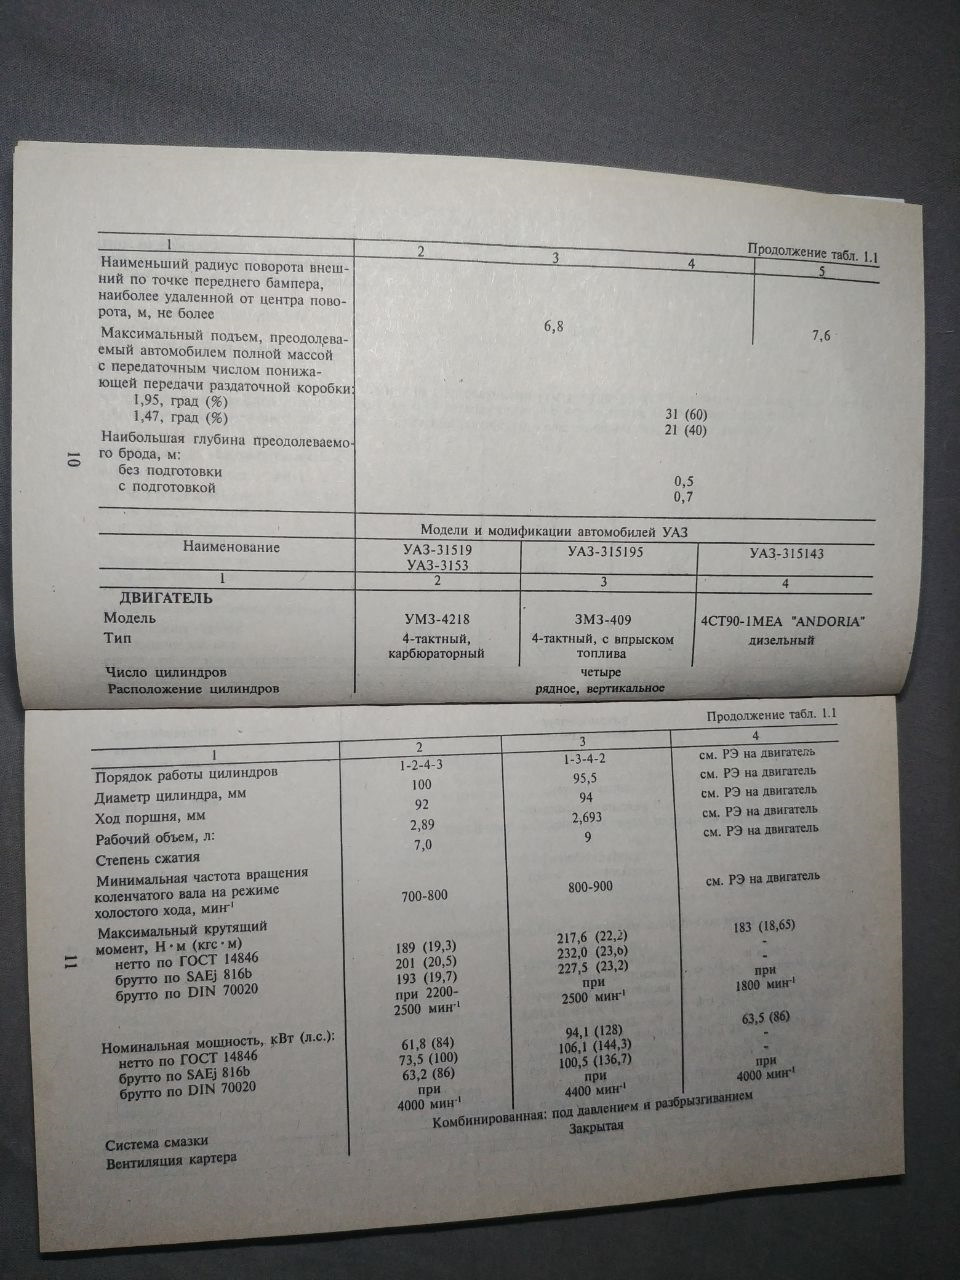 Продолжение табл. 1.1
1 2 3 4 5
Наименьший радиус поворота внеш-
ний по точке переднего бампера,
наиболее удаленной от центра пово-
рота, м, не более 6,8 7,6
Максимальный подъем, преодолева-
емый автомобилем полной массой
с передаточным числом понижа-
ющей передачи раздаточной коробки:
1,95, град (%) 31 (60)
1,47, град (%) 21 (40)
Наибольшая глубина преодолеваемо-
го брода, м:
без подготовки 0,5
с подготовкой 0,7
10
Модели и модификации автомобилей УАЗ
Наименование УАЗ-31519 УАЗ-315195 УАЗ-315143
УАЗ-3153
1 2 3 4
ДВИГАТЕЛЬ
Модель УМЗ-4218 ЗМЗ-409 4CT90-1MEA "ANDORIA"
Тип 4-тактный, 4-тактный, с впрыском дизельный
карбюраторный топлива
Число цилиндров четыре
Расположение цилиндров рядное, вертикальное
Продолжение табл. 1.1
1 2 3 4
Порядок работы цилиндров 1-2-4-3 1-3-4-2 см. РЭ на двигатель
Диаметр цилиндра, мм 100 95,5 см. РЭ на двигатель
Ход поршня, мм 92 94 см. РЭ на двигатель
Рабочий объем, л: 2,89 2,693 см. РЭ на двигатель
Степень сжатия 7,0 9 см. РЭ на двигатель
Минимальная частота вращения
коленчатого вала на режиме
холостого хода, мин⁻¹ 700-800 800-900 см. РЭ на двигатель
Максимальный крутящий
момент, Н·м (кгс·м)
нетто по ГОСТ 14846 189 (19,3) 217,6 (22,2) 183 (18,65)
брутто по SAEj 816b 201 (20,5) 232,0 (23,6) -
брутто по DIN 70020 193 (19,7) 227,5 (23,2) -
при 2200- при при
2500 мин⁻¹ 2500 мин⁻¹ 1800 мин⁻¹
11
Номинальная мощность, кВт (л.с.):
нетто по ГОСТ 14846 61,8 (84) 94,1 (128) 63,5 (86)
брутто по SAEj 816b 73,5 (100) 106,1 (144,3) -
брутто по DIN 70020 63,2 (86) 100,5 (136,7) -
при при при
4000 мин⁻¹ 4400 мин⁻¹ 4000 мин⁻¹
Система смазки Комбинированная: под давлением и разбрызгиванием
Вентиляция картера Закрытая